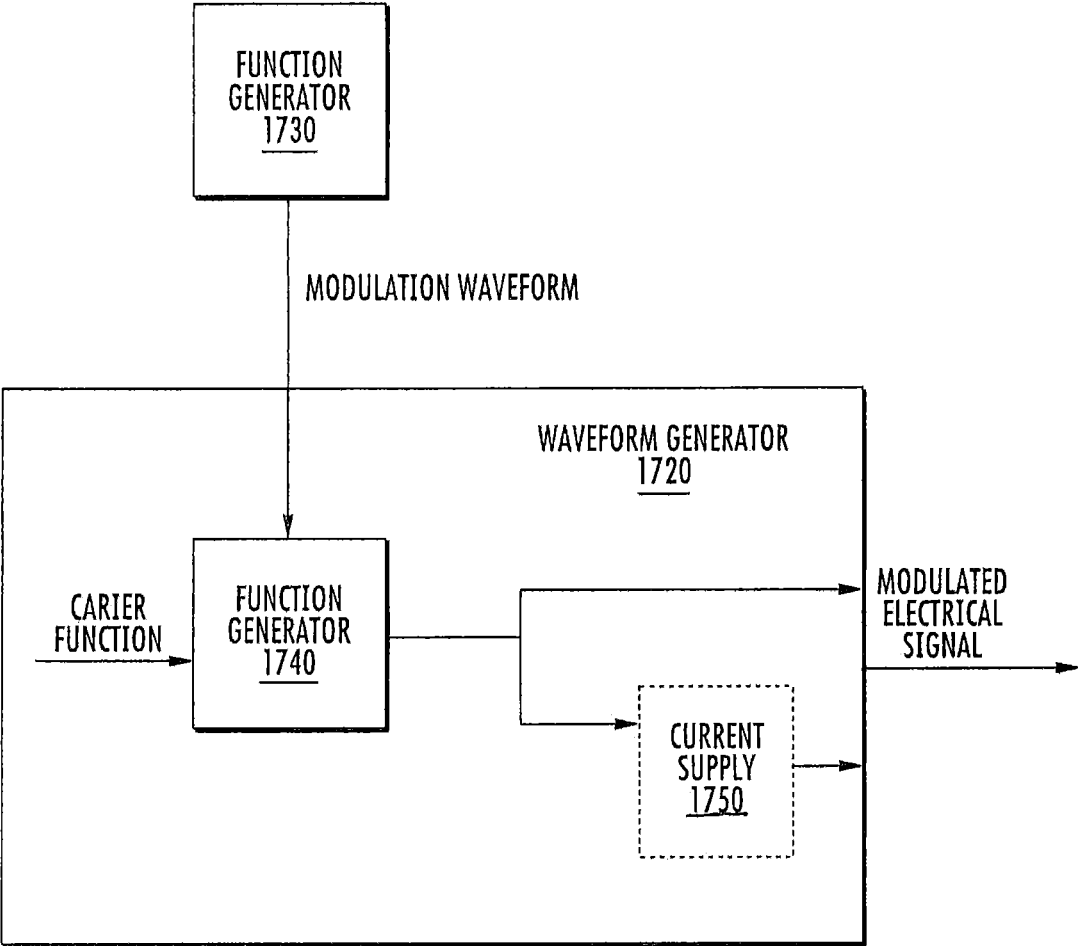 FUNCTION
GENERATOR
1730
MODULATION WAVEFORM
WAVEFORM GENERATOR
1720
CARIER
FUNCTION
FUNCTION
GENERATOR
1740
MODULATED
ELECTRICAL
SIGNAL
CURRENT
SUPPLY
1750